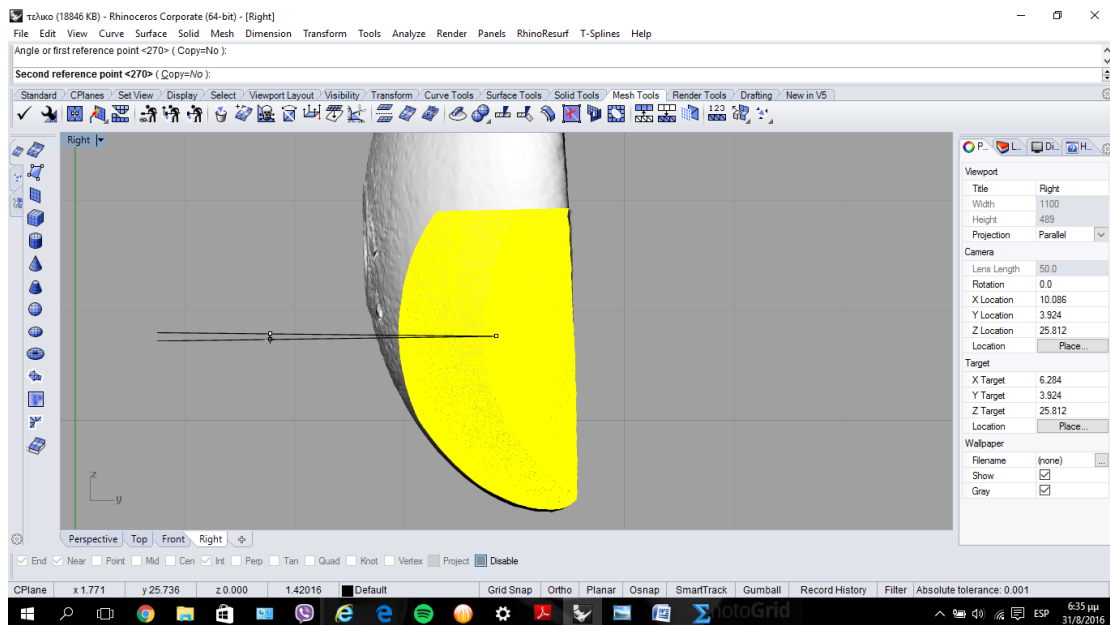 τελικο (18846 KB) - Rhinoceros Corporate (64-bit) - [Right]
File Edit View Curve Surface Solid Mesh Dimension Transform Tools Analyze Render Panels RhinoResurf T-Splines Help
Angle or first reference point <270> ( Copy=No ):
Second reference point <270> ( Copy=No ):
Standard CPlanes Set View Display Select Viewport Layout Visibility Transform Curve Tools Surface Tools Solid Tools Mesh Tools Render Tools Drafting New in V5
123
Right
P... L... Di... H...
Viewport
Title Right
Width 1100
Height 489
Projection Parallel
Camera
Lens Length 50.0
Rotation 0.0
X Location 10.086
Y Location 3.924
Z Location 25.812
Location Place...
Target
X Target 6.284
Y Target 3.924
Z Target 25.812
Location Place...
Wallpaper
Filename (none) ...
Show
Gray
z
y
Perspective Top Front Right
End Near Point Mid Cen Int Perp Tan Quad Knot Vertex Project Disable
CPlane x 1.771 y 25.736 z 0.000 1.42016 Default Grid Snap Ortho Planar Osnap SmartTrack Gumball Record History Filter Absolute tolerance: 0.001
hotoGrid
ESP
6:35 μμ
31/8/2016